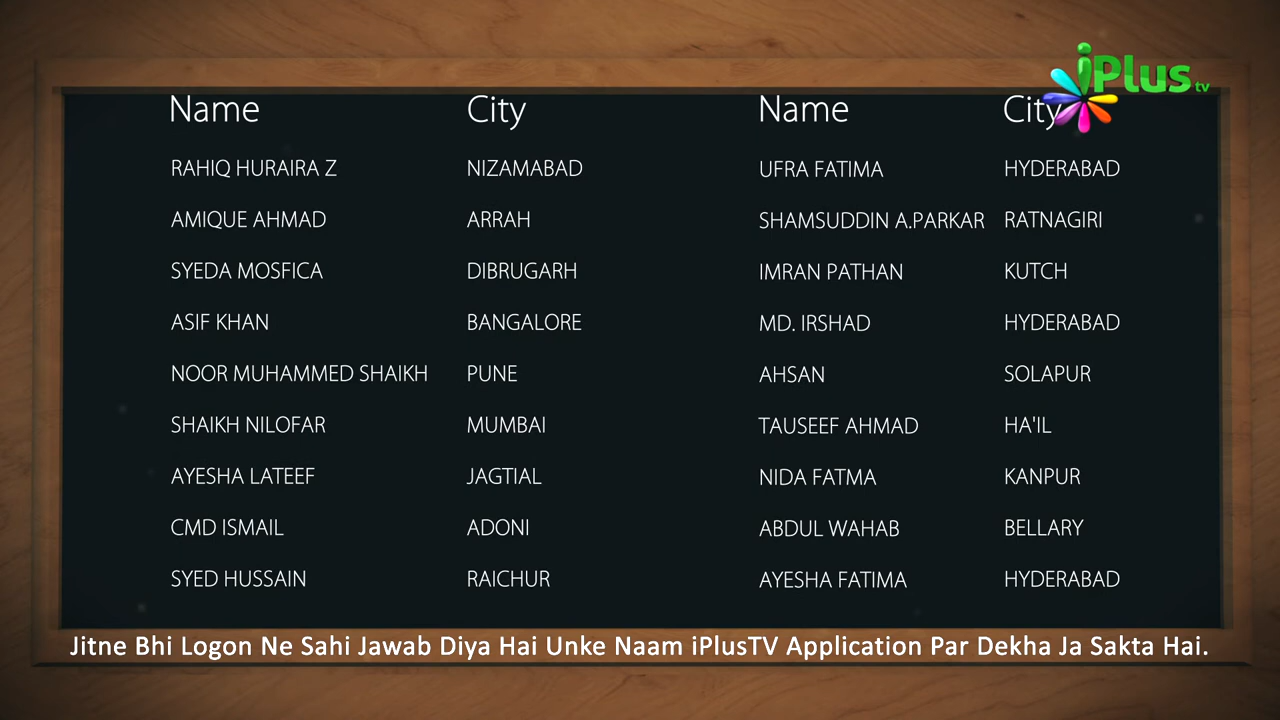 iPlus tv
Name City Name City
RAHIQ HURAIRA Z NIZAMABAD UFRA FATIMA HYDERABAD
AMIQUE AHMAD ARRAH SHAMSUDDIN A.PARKAR RATNAGIRI
SYEDA MOSFICA DIBRUGARH IMRAN PATHAN KUTCH
ASIF KHAN BANGALORE MD. IRSHAD HYDERABAD
NOOR MUHAMMED SHAIKH PUNE AHSAN SOLAPUR
SHAIKH NILOFAR MUMBAI TAUSEEF AHMAD HA'IL
AYESHA LATEEF JAGTIAL NIDA FATMA KANPUR
CMD ISMAIL ADONI ABDUL WAHAB BELLARY
SYED HUSSAIN RAICHUR AYESHA FATIMA HYDERABAD
Jitne Bhi Logon Ne Sahi Jawab Diya Hai Unke Naam iPlusTV Application Par Dekha Ja Sakta Hai.